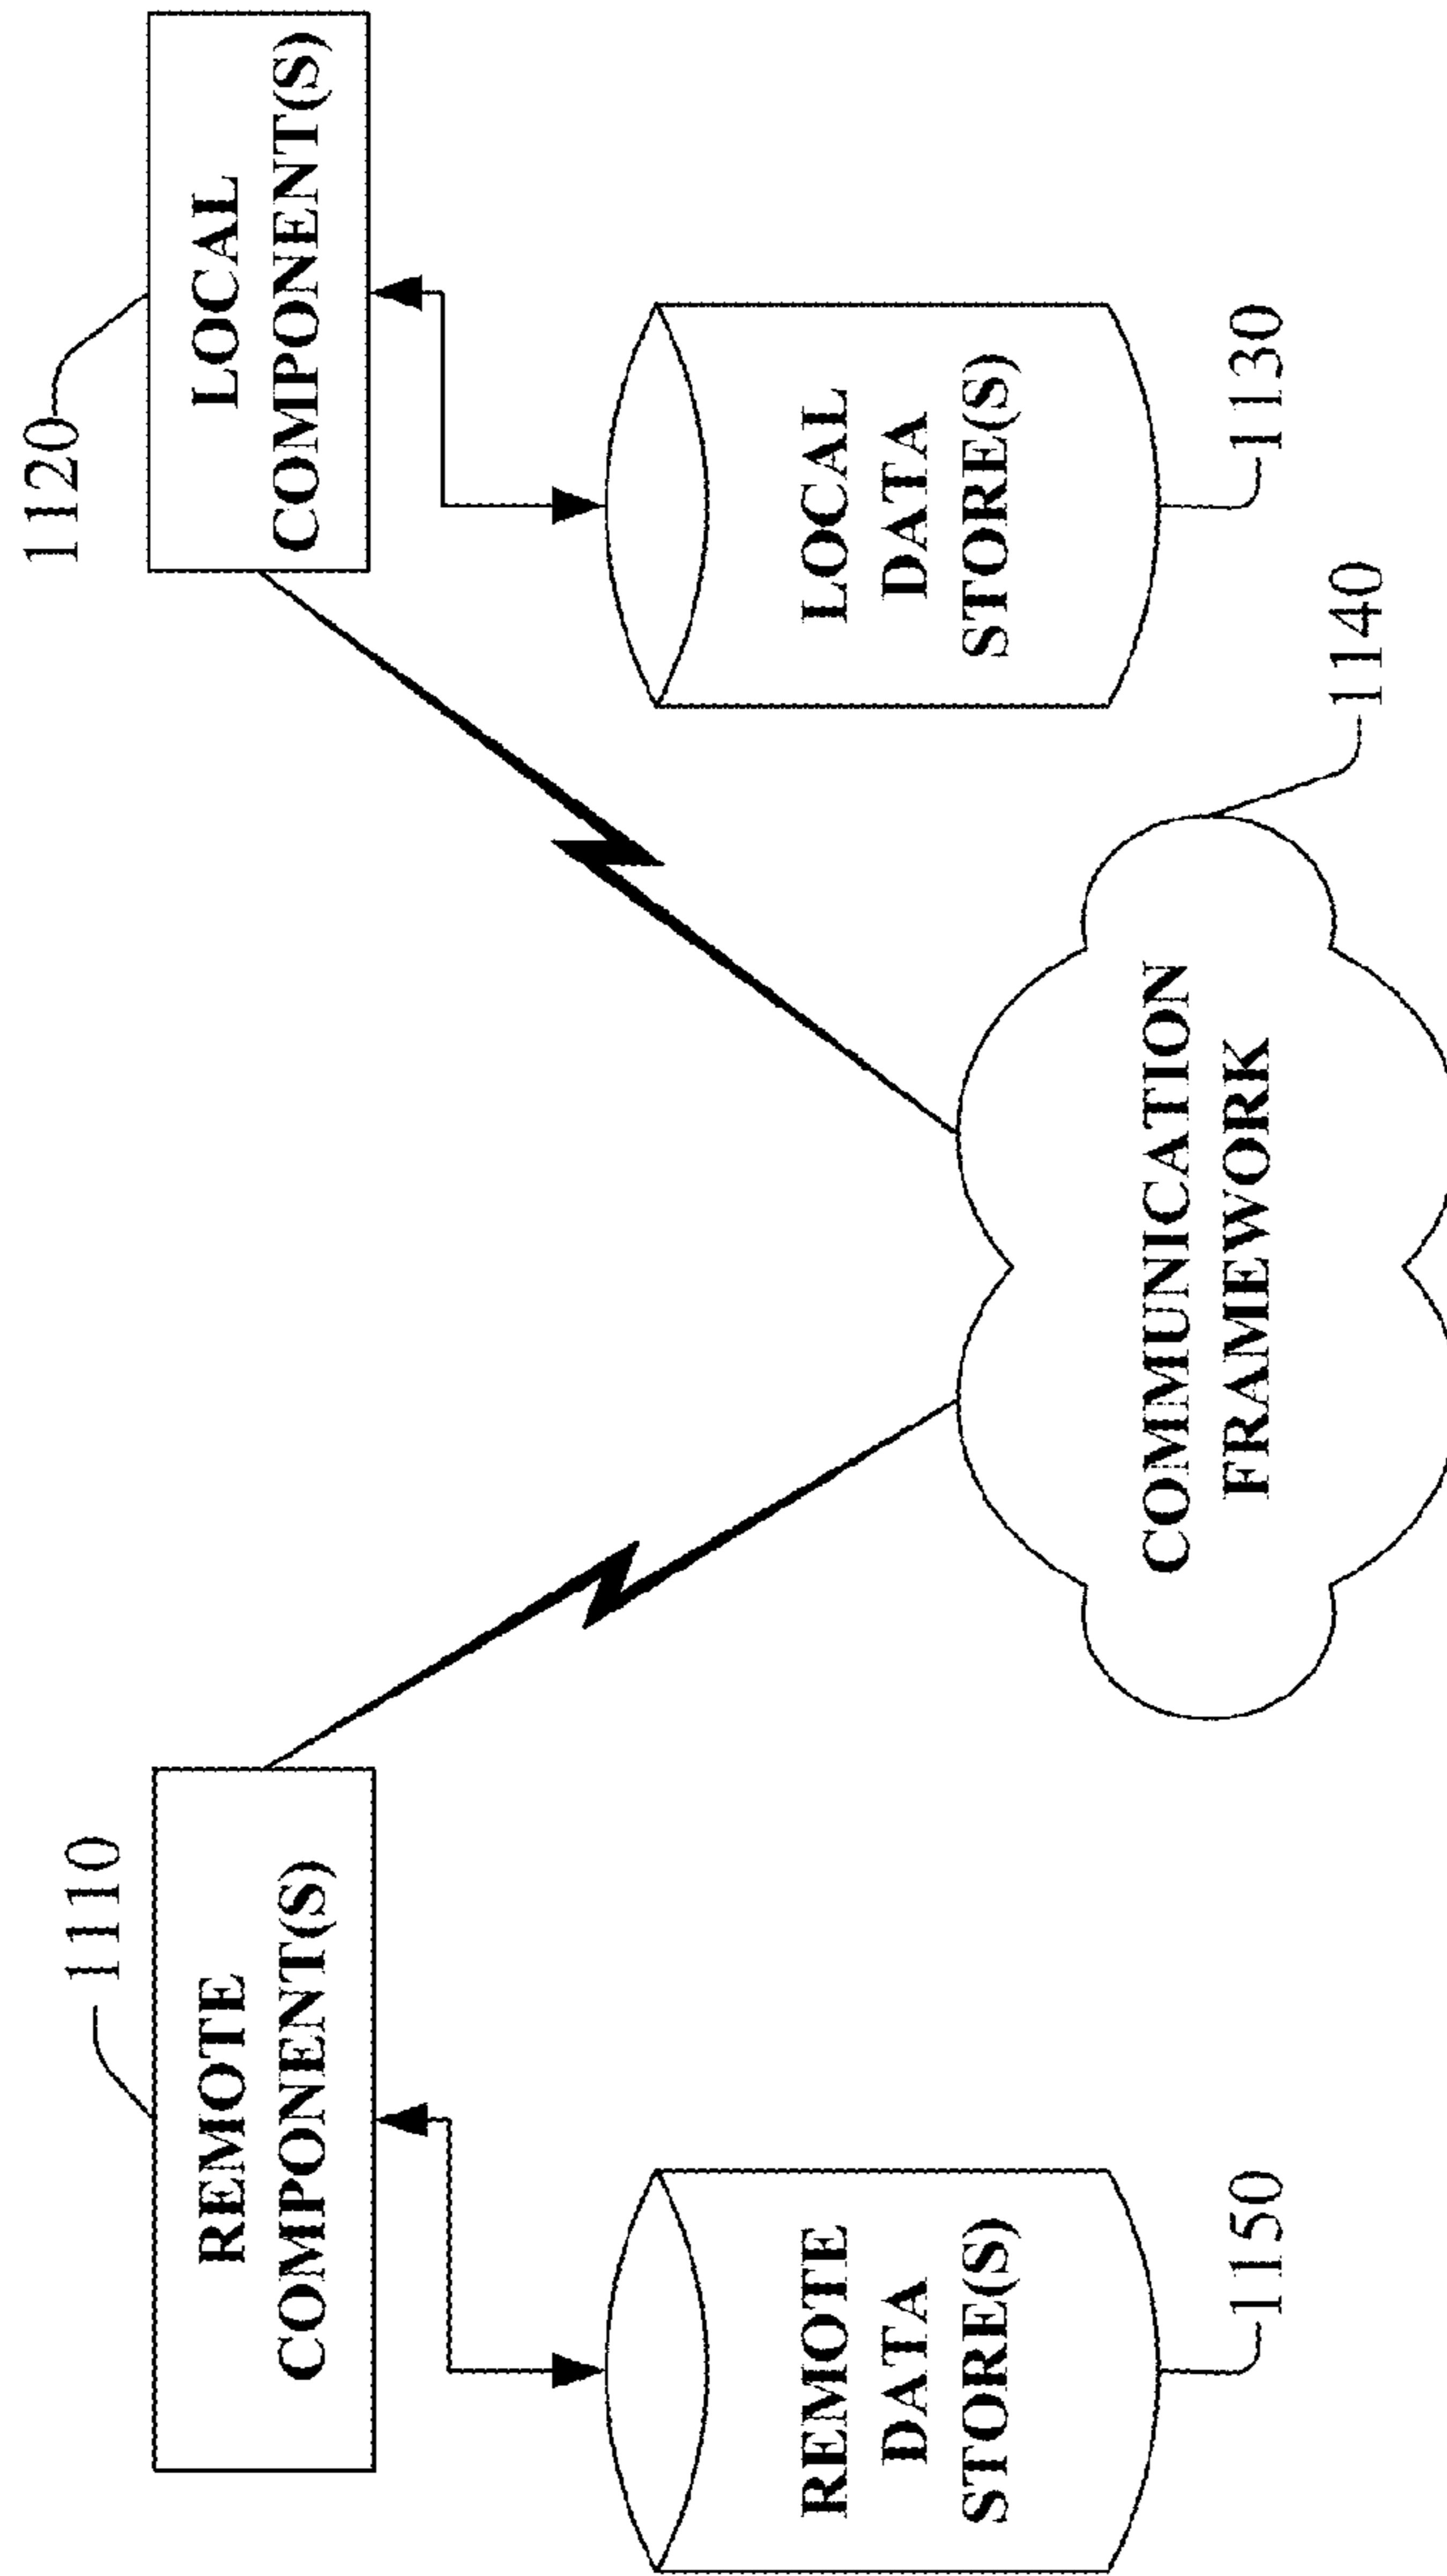 1110
REMOTE
COMPONENT(S)
1120
LOCAL
COMPONENT(S)
REMOTE
DATA
STORE(S)
1150
LOCAL
DATA
STORE(S)
1130
COMMUNICATION
FRAMEWORK
1140